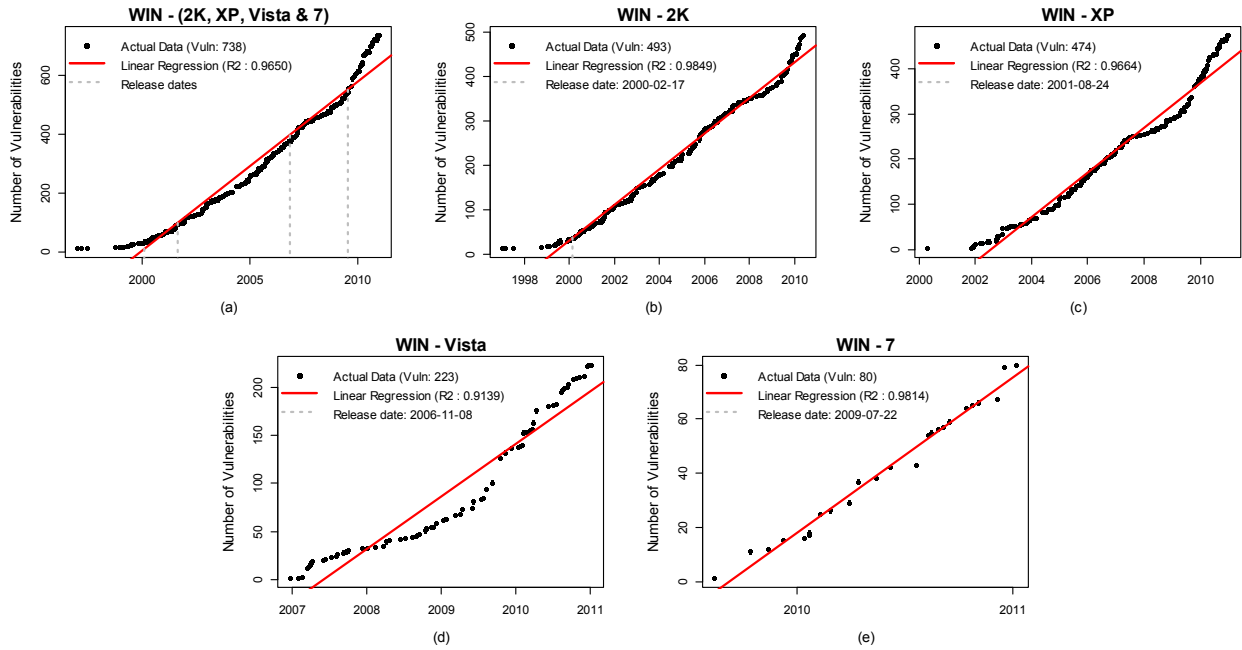 WIN - (2K, XP, Vista & 7)
Number of Vulnerabilities
0 200 400 600
Actual Data (Vuln: 738)
Linear Regression (R2 : 0.9650)
Release dates
2000 2005 2010
(a)
WIN - 2K
Number of Vulnerabilities
0 100 200 300 400 500
Actual Data (Vuln: 493)
Linear Regression (R2 : 0.9849)
Release date: 2000-02-17
1998 2000 2002 2004 2006 2008 2010
(b)
WIN - XP
Number of Vulnerabilities
0 100 200 300 400
Actual Data (Vuln: 474)
Linear Regression (R2 : 0.9664)
Release date: 2001-08-24
2000 2002 2004 2006 2008 2010
(c)
WIN - Vista
Number of Vulnerabilities
0 50 100 150 200
Actual Data (Vuln: 223)
Linear Regression (R2 : 0.9139)
Release date: 2006-11-08
2007 2008 2009 2010 2011
(d)
WIN - 7
Number of Vulnerabilities
0 20 40 60 80
Actual Data (Vuln: 80)
Linear Regression (R2 : 0.9814)
Release date: 2009-07-22
2010 2011
(e)